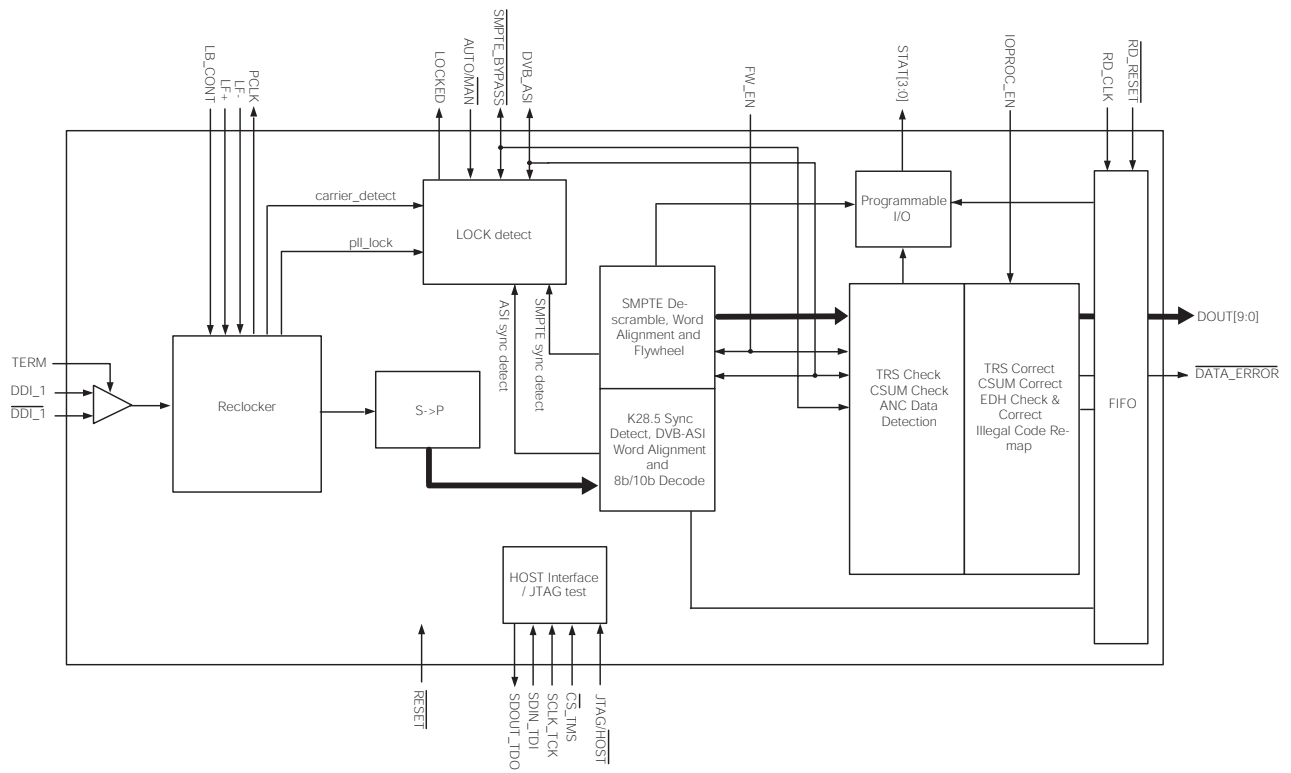 LB_CONT
LF+
LF-
PCLK
LOCKED
AUTO/MAN
SMPTE_BYPASS
DVB_ASI
FW_EN
STAT[3:0]
IOPROC_EN
RD_CLK
RD_RESET
carrier_detect
pll_lock
LOCK detect
Programmable
I/O
ASI sync detect
SMPTE sync detect
SMPTE De-
scramble, Word
Alignment and
Flywheel
K28.5 Sync
Detect, DVB-ASI
Word Alignment
and
8b/10b Decode
TERM
DDI_1
DDI_1
Reclocker
S->P
TRS Check
CSUM Check
ANC Data
Detection
TRS Correct
CSUM Correct
EDH Check &
Correct
Illegal Code Re-
map
FIFO
DOUT[9:0]
DATA_ERROR
HOST Interface
/ JTAG test
RESET
SDOUT_TDO
SDIN_TDI
SCLK_TCK
CS_TMS
JTAG/HOST